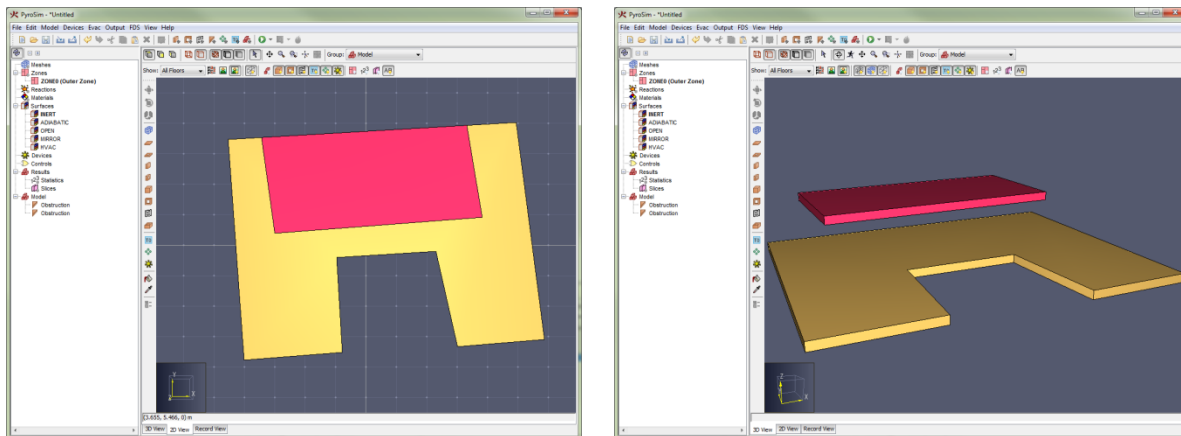 PyroSim - *Untitled
File Edit Model Devices Evac Output FDS View Help
Group: Model
Show: All Floors
Meshes
Zones
ZONE0 (Outer Zone)
Reactions
Materials
Surfaces
INERT
ADIABATIC
OPEN
MIRROR
HVAC
Devices
Controls
Results
Statistics
Slices
Model
Obstruction
Obstruction
Y
X
(3.655, 5.466, 0) m
3D View 2D View Record View
PyroSim - *Untitled
File Edit Model Devices Evac Output FDS View Help
Group: Model
Show: All Floors
Meshes
Zones
ZONE0 (Outer Zone)
Reactions
Materials
Surfaces
INERT
ADIABATIC
OPEN
MIRROR
HVAC
Devices
Controls
Results
Statistics
Slices
Model
Obstruction
Obstruction
Z
X
3D View 2D View Record View